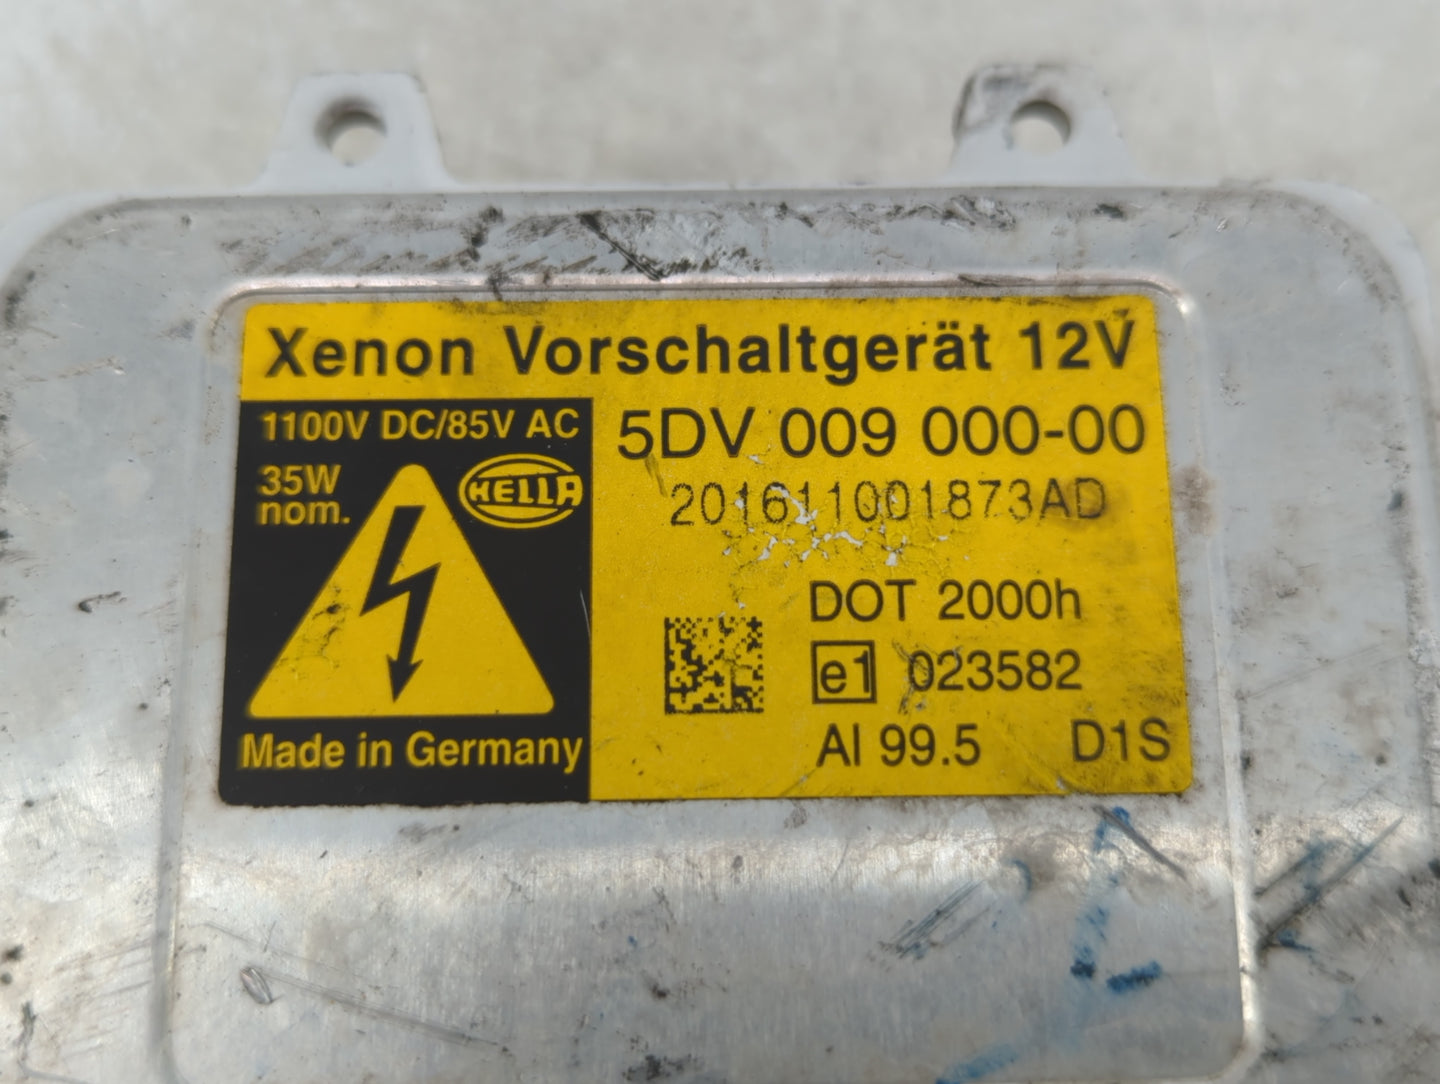 Xenon Vorschaltgerät 12V
1100V DC/85V AC
35W
nom.
HELLA
Made in Germany
5DV 009 000-00
201611001873AD
DOT 2000h
e1 023582
Al 99.5 D1S